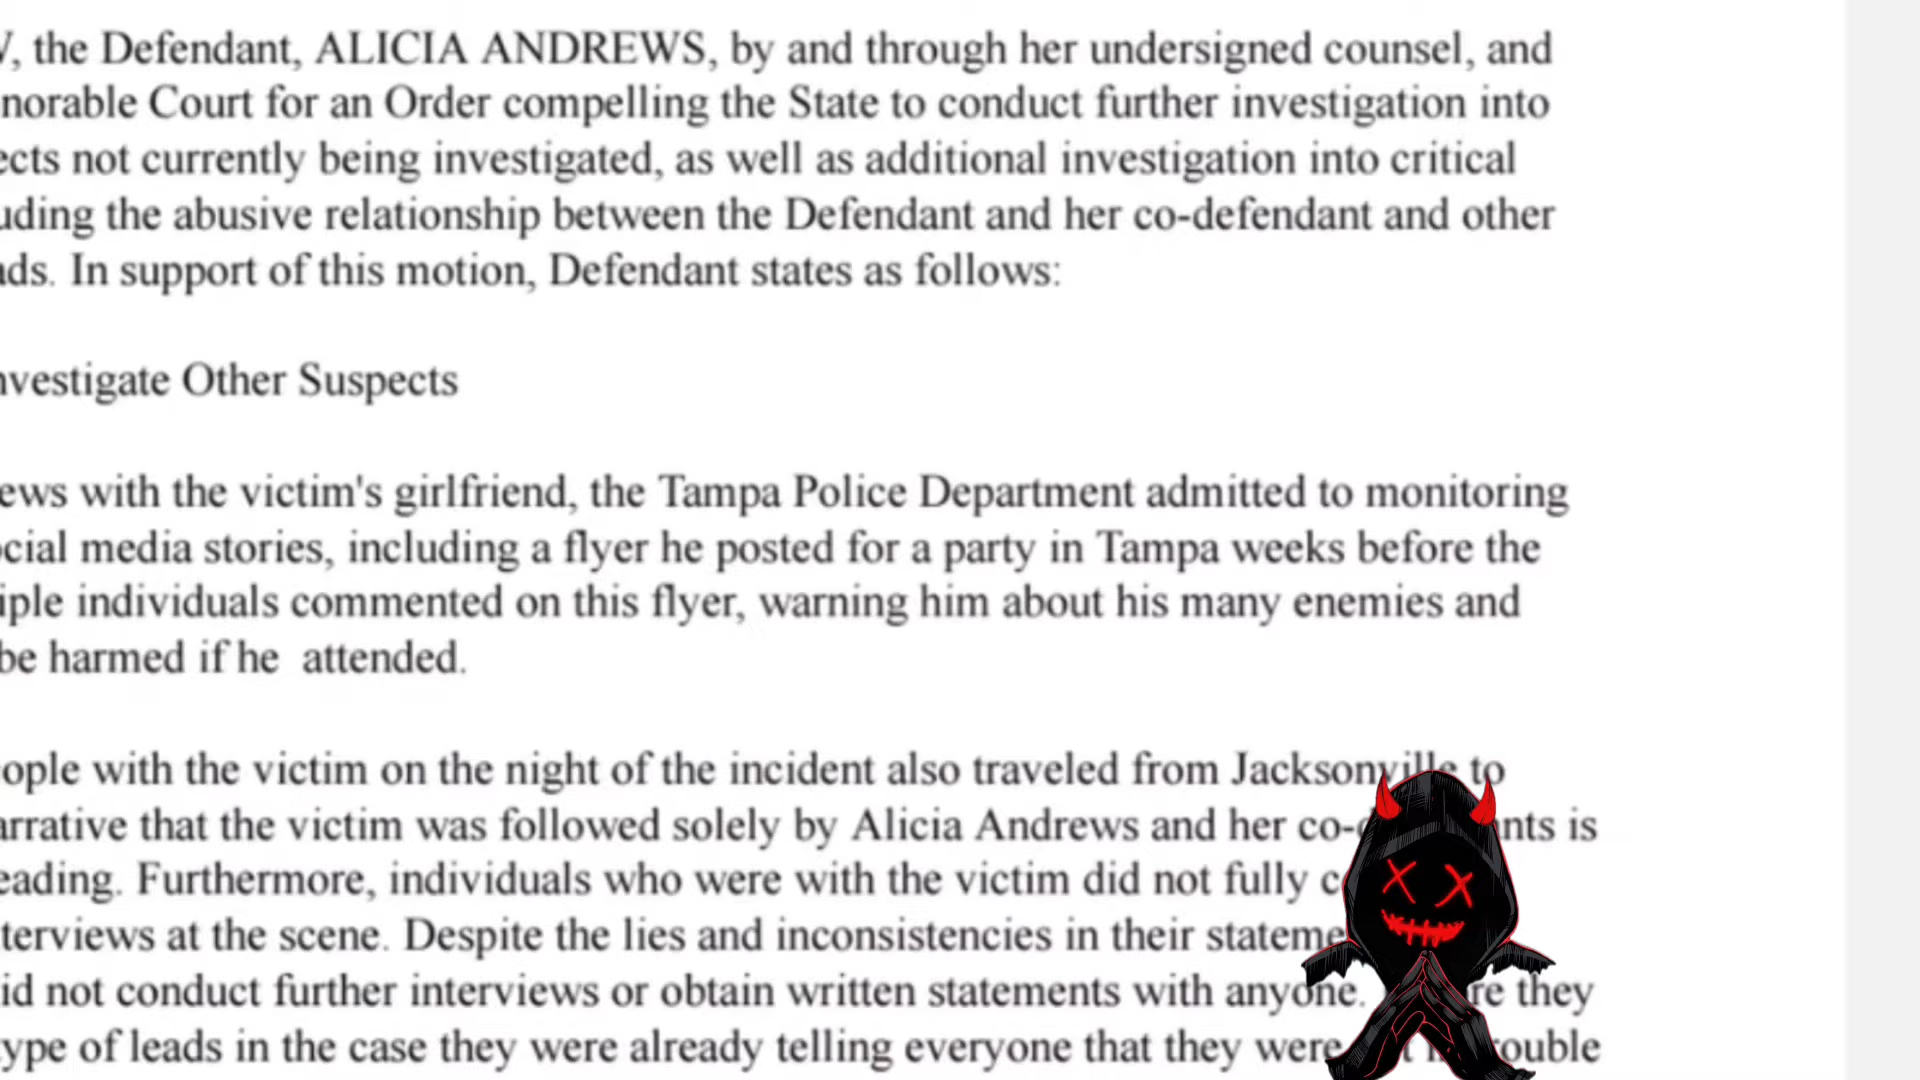 , the Defendant, ALICIA ANDREWS, by and through her undersigned counsel, and
norable Court for an Order compelling the State to conduct further investigation into
ects not currently being investigated, as well as additional investigation into critical
uding the abusive relationship between the Defendant and her co-defendant and other
ds. In support of this motion, Defendant states as follows:
nvestigate Other Suspects
ews with the victim's girlfriend, the Tampa Police Department admitted to monitoring
cial media stories, including a flyer he posted for a party in Tampa weeks before the
iple individuals commented on this flyer, warning him about his many enemies and
be harmed if he attended.
ople with the victim on the night of the incident also traveled from Jacksonville to
arrative that the victim was followed solely by Alicia Andrews and her co- nts is
eading. Furthermore, individuals who were with the victim did not fully c
terviews at the scene. Despite the lies and inconsistencies in their stateme
id not conduct further interviews or obtain written statements with anyone. re they
ype of leads in the case they were already telling everyone that they were ouble